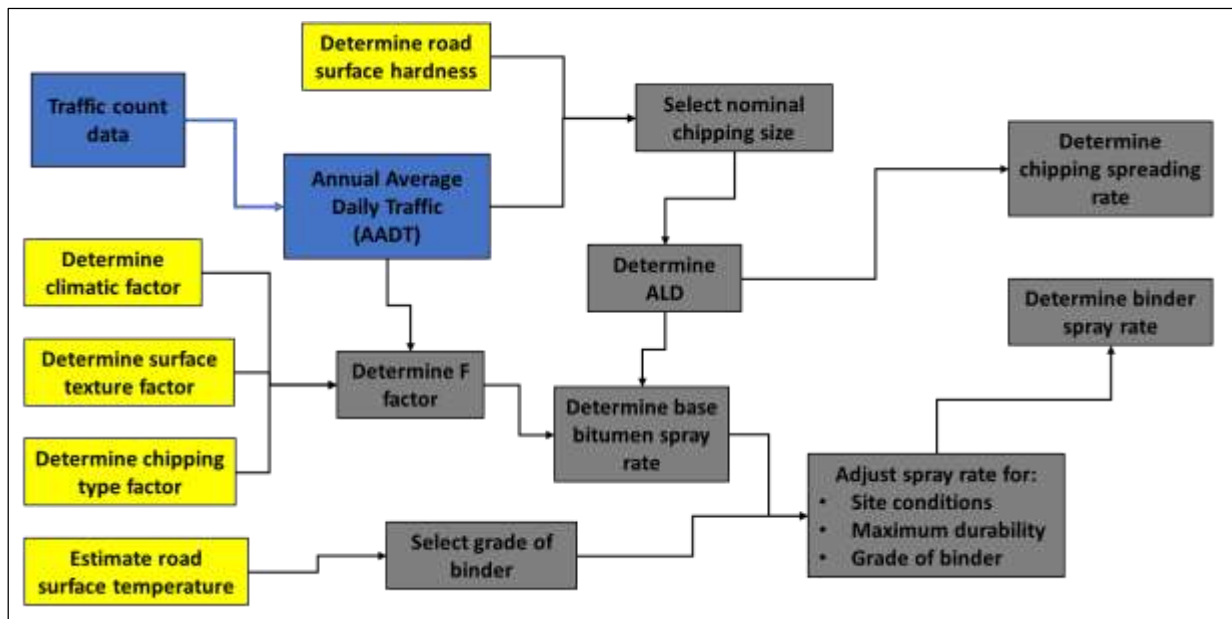 Determine road
surface hardness
Traffic count
data
Select nominal
chipping size
Determine
chipping spreading
rate
Annual Average
Daily Traffic
(AADT)
Determine
climatic factor
Determine
ALD
Determine binder
spray rate
Determine surface
texture factor
Determine F
factor
Determine base
bitumen spray
rate
Determine chipping
type factor
Adjust spray rate for:
• Site conditions
• Maximum durability
• Grade of binder
Estimate road
surface temperature
Select grade of
binder